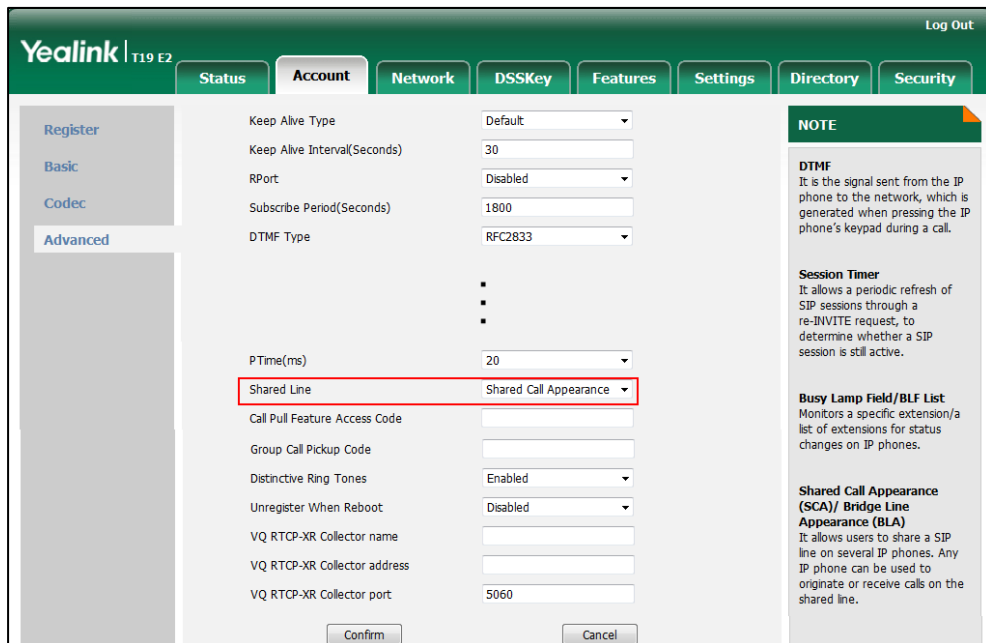 Log Out
Yealink T19 E2
Status Account Network DSSKey Features Settings Directory Security
Register
Basic
Codec
Advanced
Keep Alive Type Default
Keep Alive Interval(Seconds) 30
RPort Disabled
Subscribe Period(Seconds) 1800
DTMF Type RFC2833
PTime(ms) 20
Shared Line Shared Call Appearance
Call Pull Feature Access Code
Group Call Pickup Code
Distinctive Ring Tones Enabled
Unregister When Reboot Disabled
VQ RTCP-XR Collector name
VQ RTCP-XR Collector address
VQ RTCP-XR Collector port 5060
Confirm Cancel
NOTE
DTMF
It is the signal sent from the IP
phone to the network, which is
generated when pressing the IP
phone's keypad during a call.
Session Timer
It allows a periodic refresh of
SIP sessions through a
re-INVITE request, to
determine whether a SIP
session is still active.
Busy Lamp Field/BLF List
Monitors a specific extension/a
list of extensions for status
changes on IP phones.
Shared Call Appearance
(SCA)/ Bridge Line
Appearance (BLA)
It allows users to share a SIP
line on several IP phones. Any
IP phone can be used to
originate or receive calls on the
shared line.